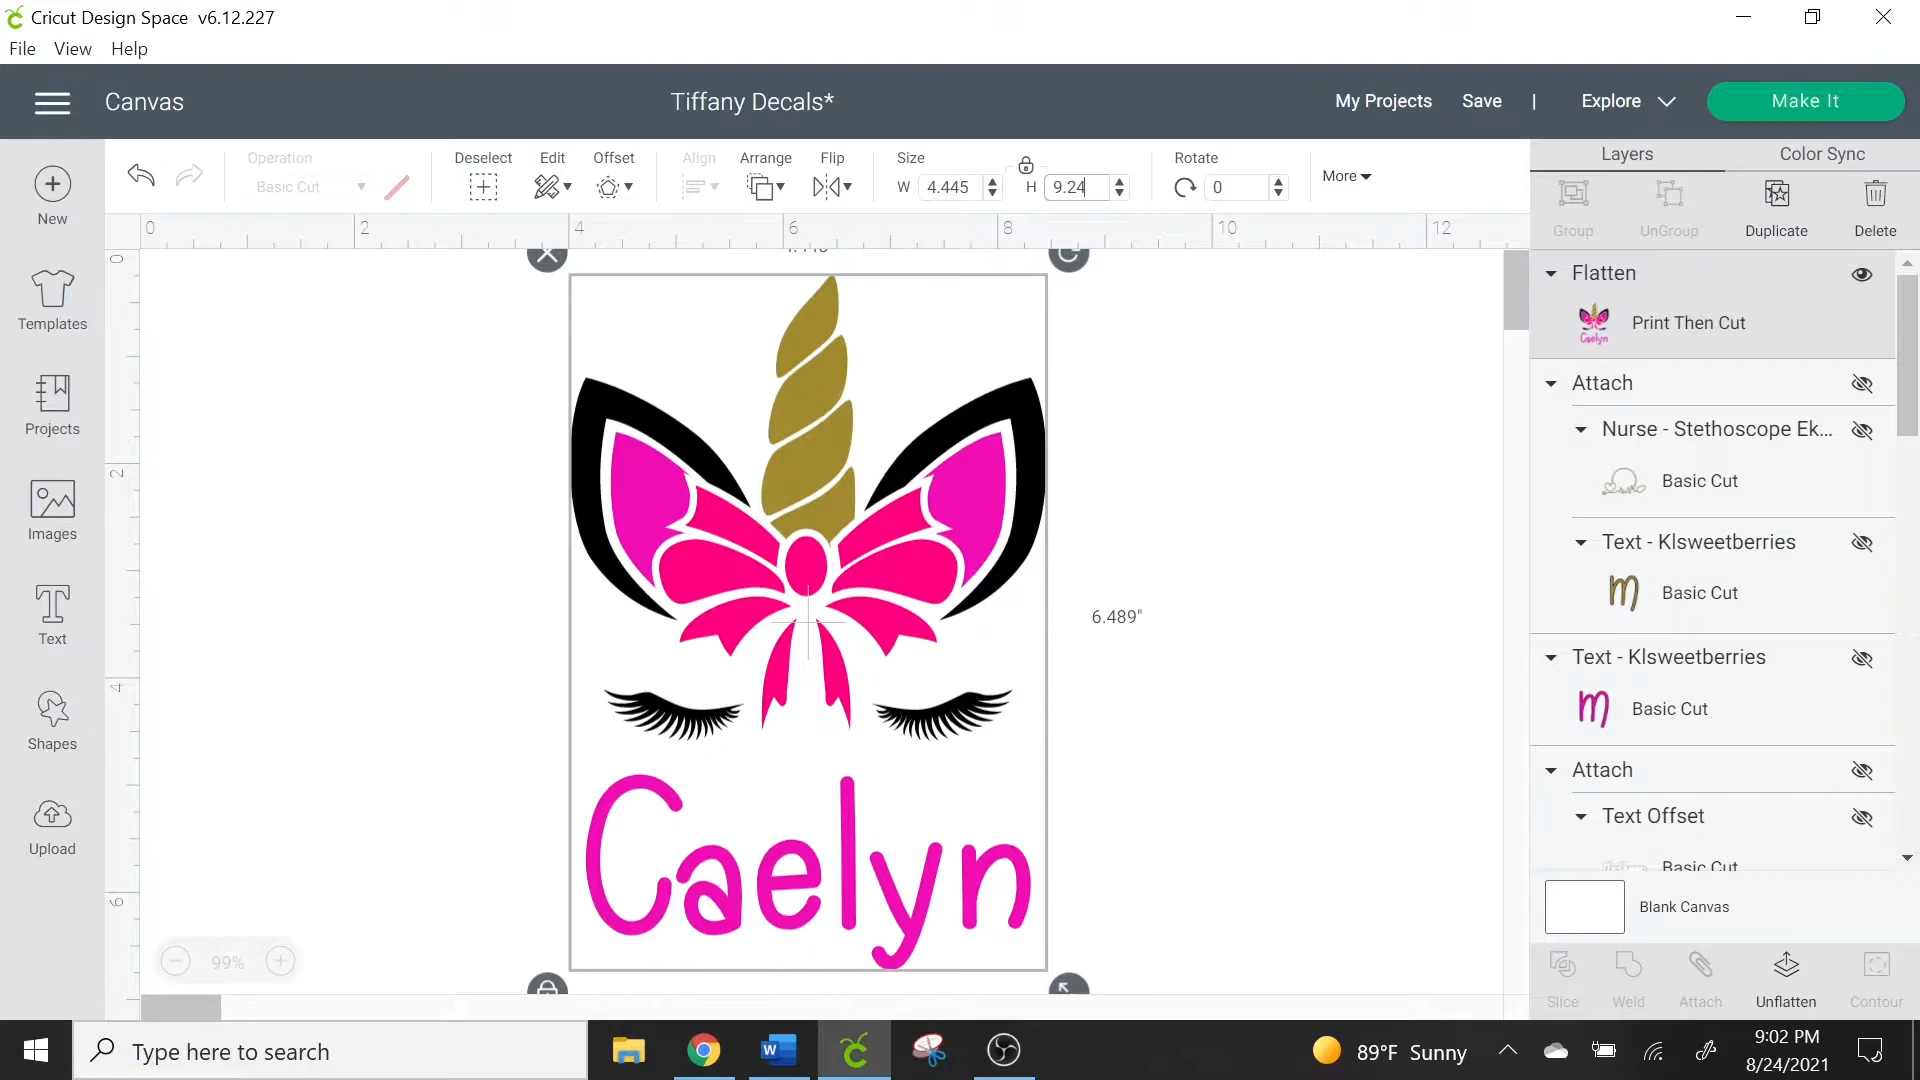 Cricut Design Space v6.12.227
File View Help
Canvas
Tiffany Decals*
My Projects Save | Explore
Make It
New
Templates
Projects
Images
Text
Shapes
Upload
Operation
Basic Cut
Deselect
Edit
Offset
Align
Arrange
Flip
Size
W 4.445
H 9.24
Rotate
0
More
0 2 4 6 8 10 12
0
2
4
6
6.489"
Caelyn
99%
Layers
Color Sync
Group
UnGroup
Duplicate
Delete
Flatten
Caelyn
Print Then Cut
Attach
Nurse - Stethoscope Ek...
Basic Cut
Text - Klsweetberries
m
Basic Cut
Text - Klsweetberries
m
Basic Cut
Attach
Text Offset
Basic Cut
Blank Canvas
Slice
Weld
Attach
Unflatten
Contour
Type here to search
W
89°F Sunny
9:02 PM
8/24/2021